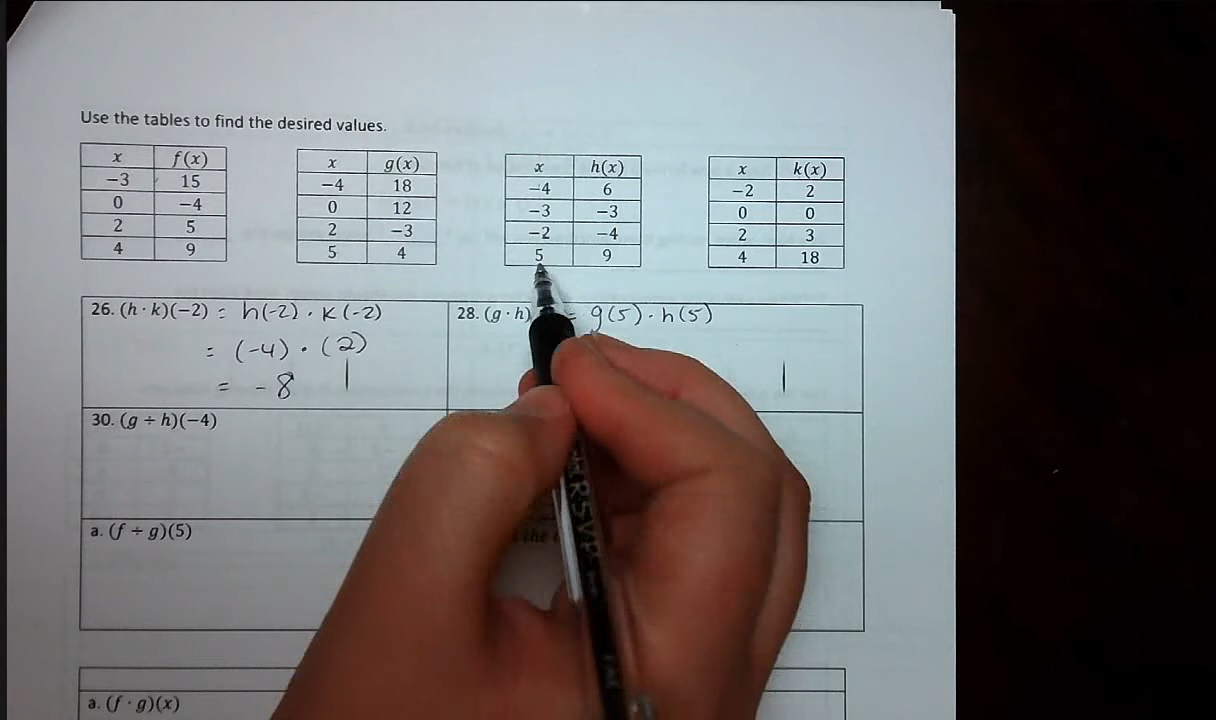 Use the tables to find the desired values.
x f(x)
−3 15
0 −4
2 5
4 9
x g(x)
−4 18
0 12
2 −3
5 4
x h(x)
−4 6
−3 −3
−2 −4
5 9
x k(x)
−2 2
0 0
2 3
4 18
26. (h · k)(−2) = h(-2) · k(-2)
= (-4) · (2)
= -8
28. (g · h) = g(5) · h(5)
30. (g ÷ h)(−4)
a. (f ÷ g)(5)
a. (f · g)(x)
RSVP